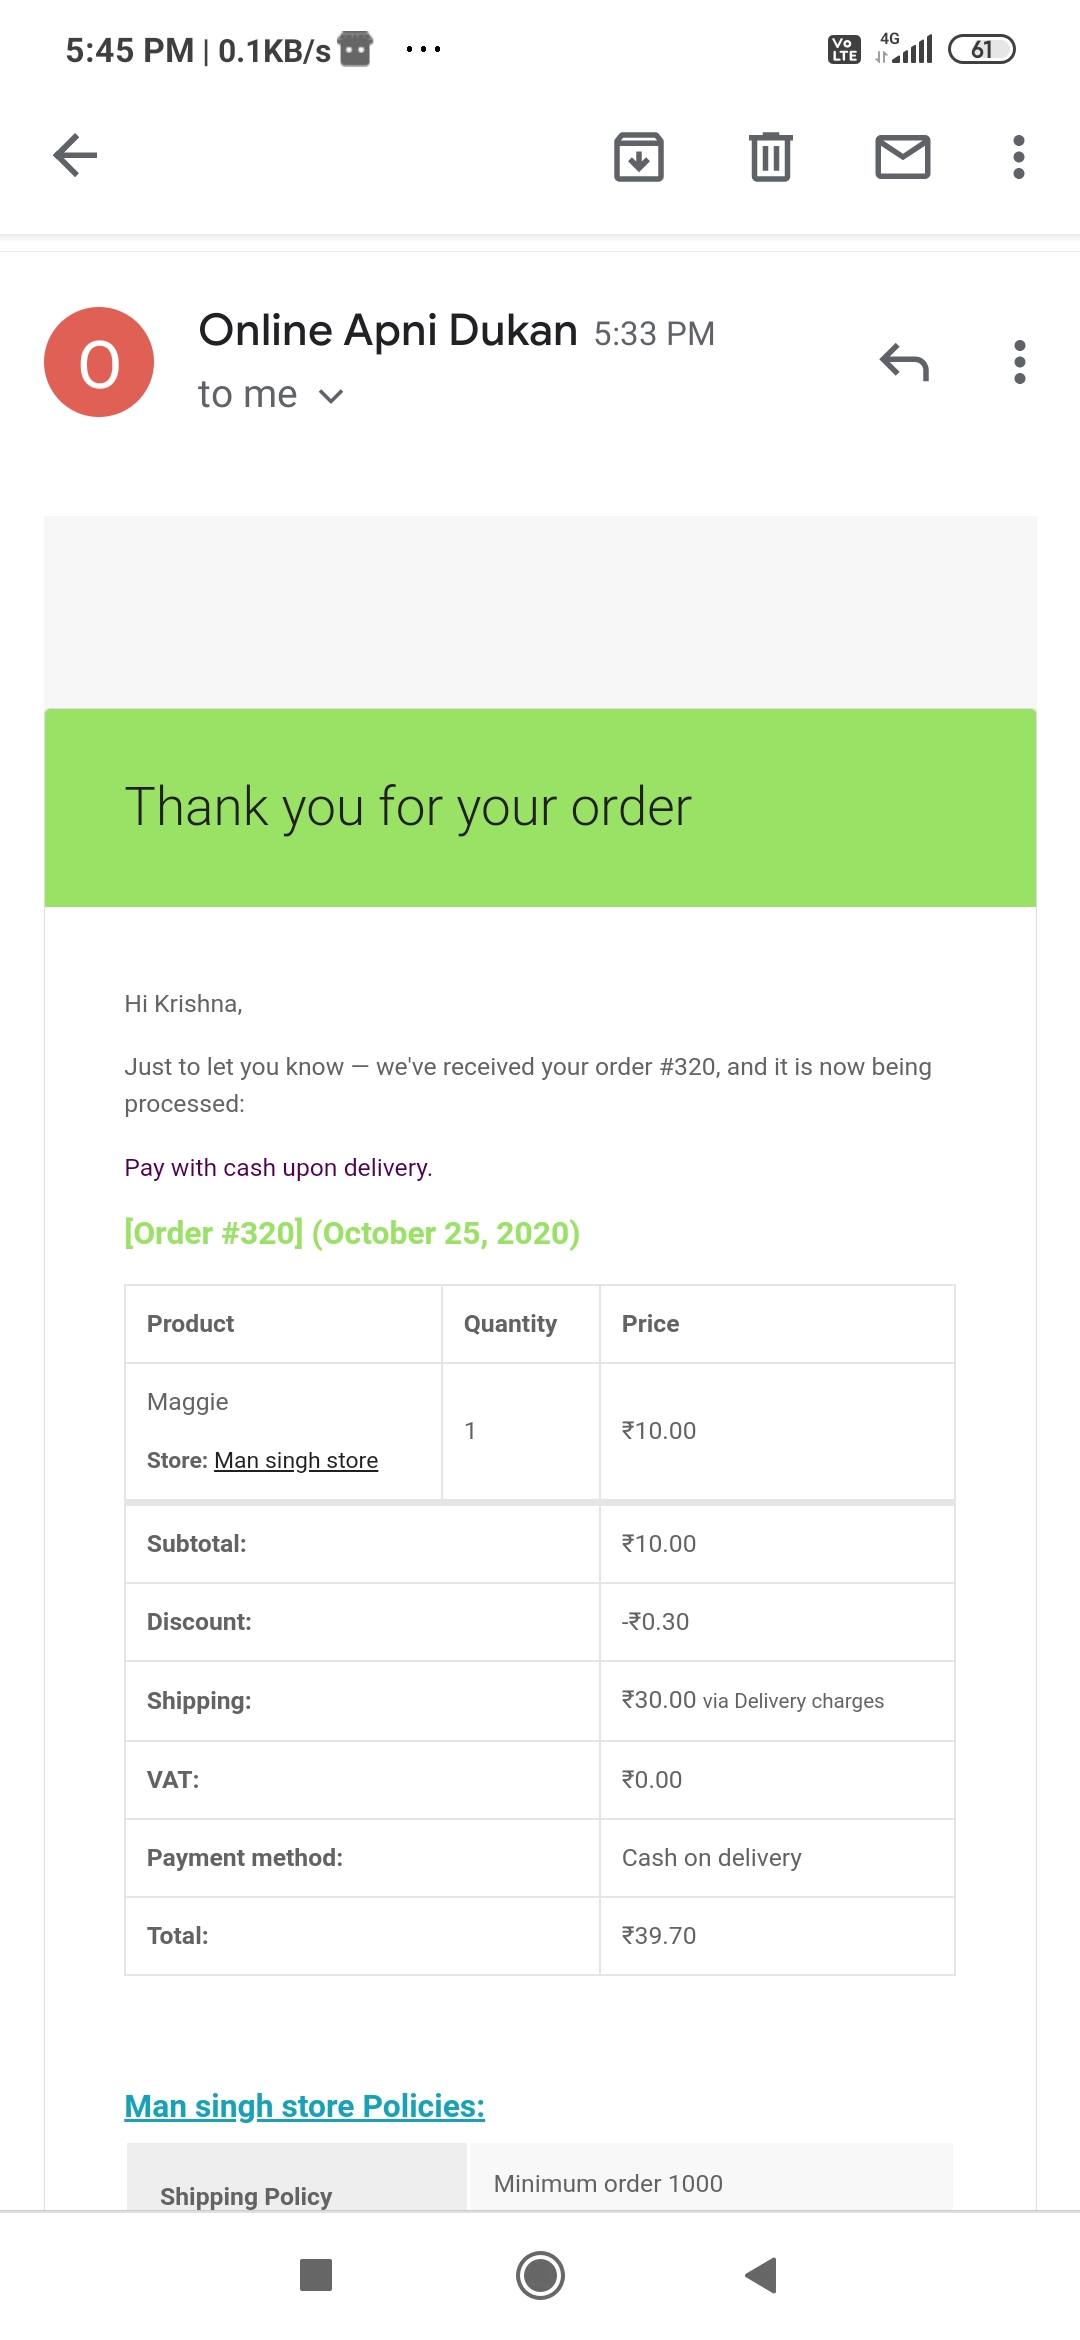 5:45 PM | 0.1KB/s ...
Vo LTE 4G 61
Online Apni Dukan 5:33 PM
O
to me
Thank you for your order
Hi Krishna,
Just to let you know — we've received your order #320, and it is now being
processed:
Pay with cash upon delivery.
[Order #320] (October 25, 2020)
Product Quantity Price
Maggie
1 ₹10.00
Store: Man singh store
Subtotal: ₹10.00
Discount: -₹0.30
Shipping: ₹30.00 via Delivery charges
VAT: ₹0.00
Payment method: Cash on delivery
Total: ₹39.70
Man singh store Policies:
Minimum order 1000
Shipping Policy